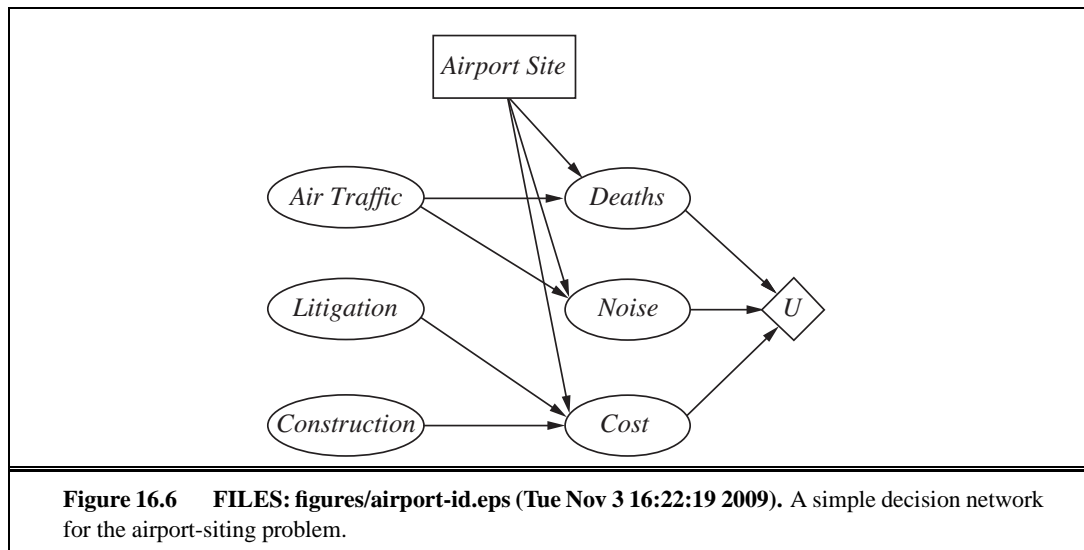 Airport Site
Air Traffic
Deaths
Litigation
Noise
U
Construction
Cost
Figure 16.6 FILES: figures/airport-id.eps (Tue Nov 3 16:22:19 2009). A simple decision network
for the airport-siting problem.